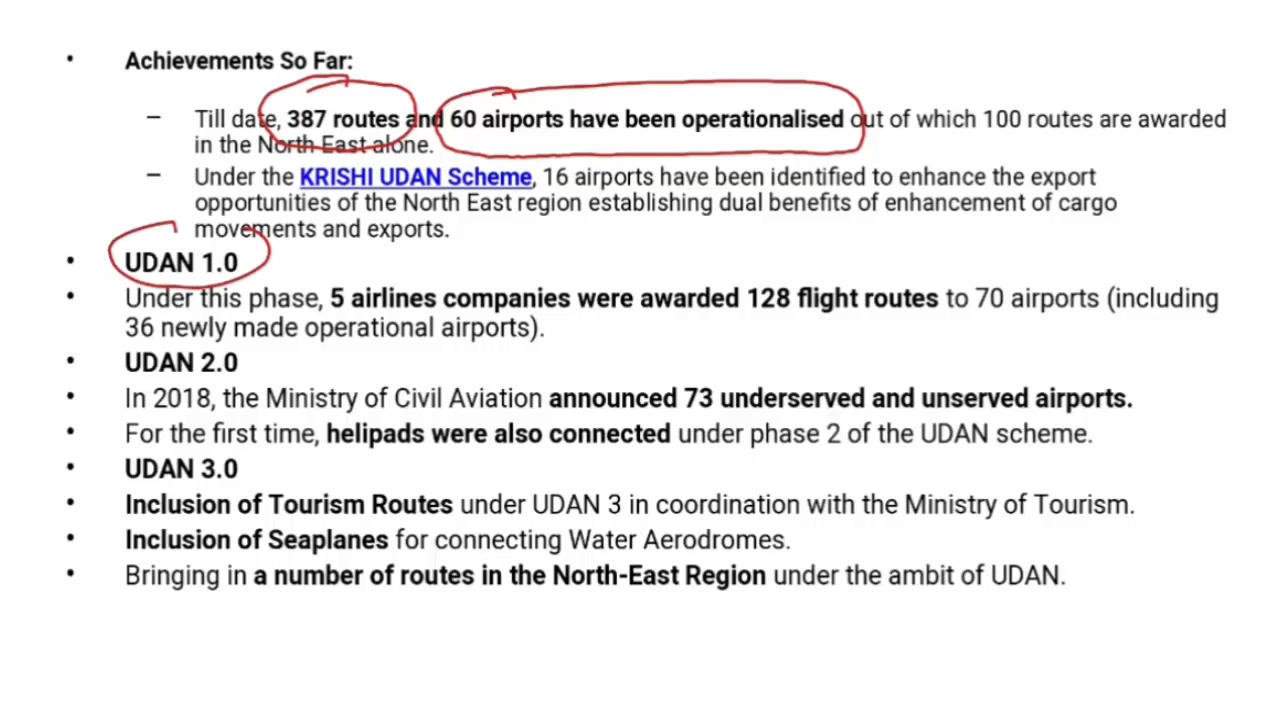 • Achievements So Far:
– Till date, 387 routes and 60 airports have been operationalised out of which 100 routes are awarded
in the North East alone.
– Under the KRISHI UDAN Scheme, 16 airports have been identified to enhance the export
opportunities of the North East region establishing dual benefits of enhancement of cargo
movements and exports.
• UDAN 1.0
• Under this phase, 5 airlines companies were awarded 128 flight routes to 70 airports (including
36 newly made operational airports).
• UDAN 2.0
• In 2018, the Ministry of Civil Aviation announced 73 underserved and unserved airports.
• For the first time, helipads were also connected under phase 2 of the UDAN scheme.
• UDAN 3.0
• Inclusion of Tourism Routes under UDAN 3 in coordination with the Ministry of Tourism.
• Inclusion of Seaplanes for connecting Water Aerodromes.
• Bringing in a number of routes in the North-East Region under the ambit of UDAN.